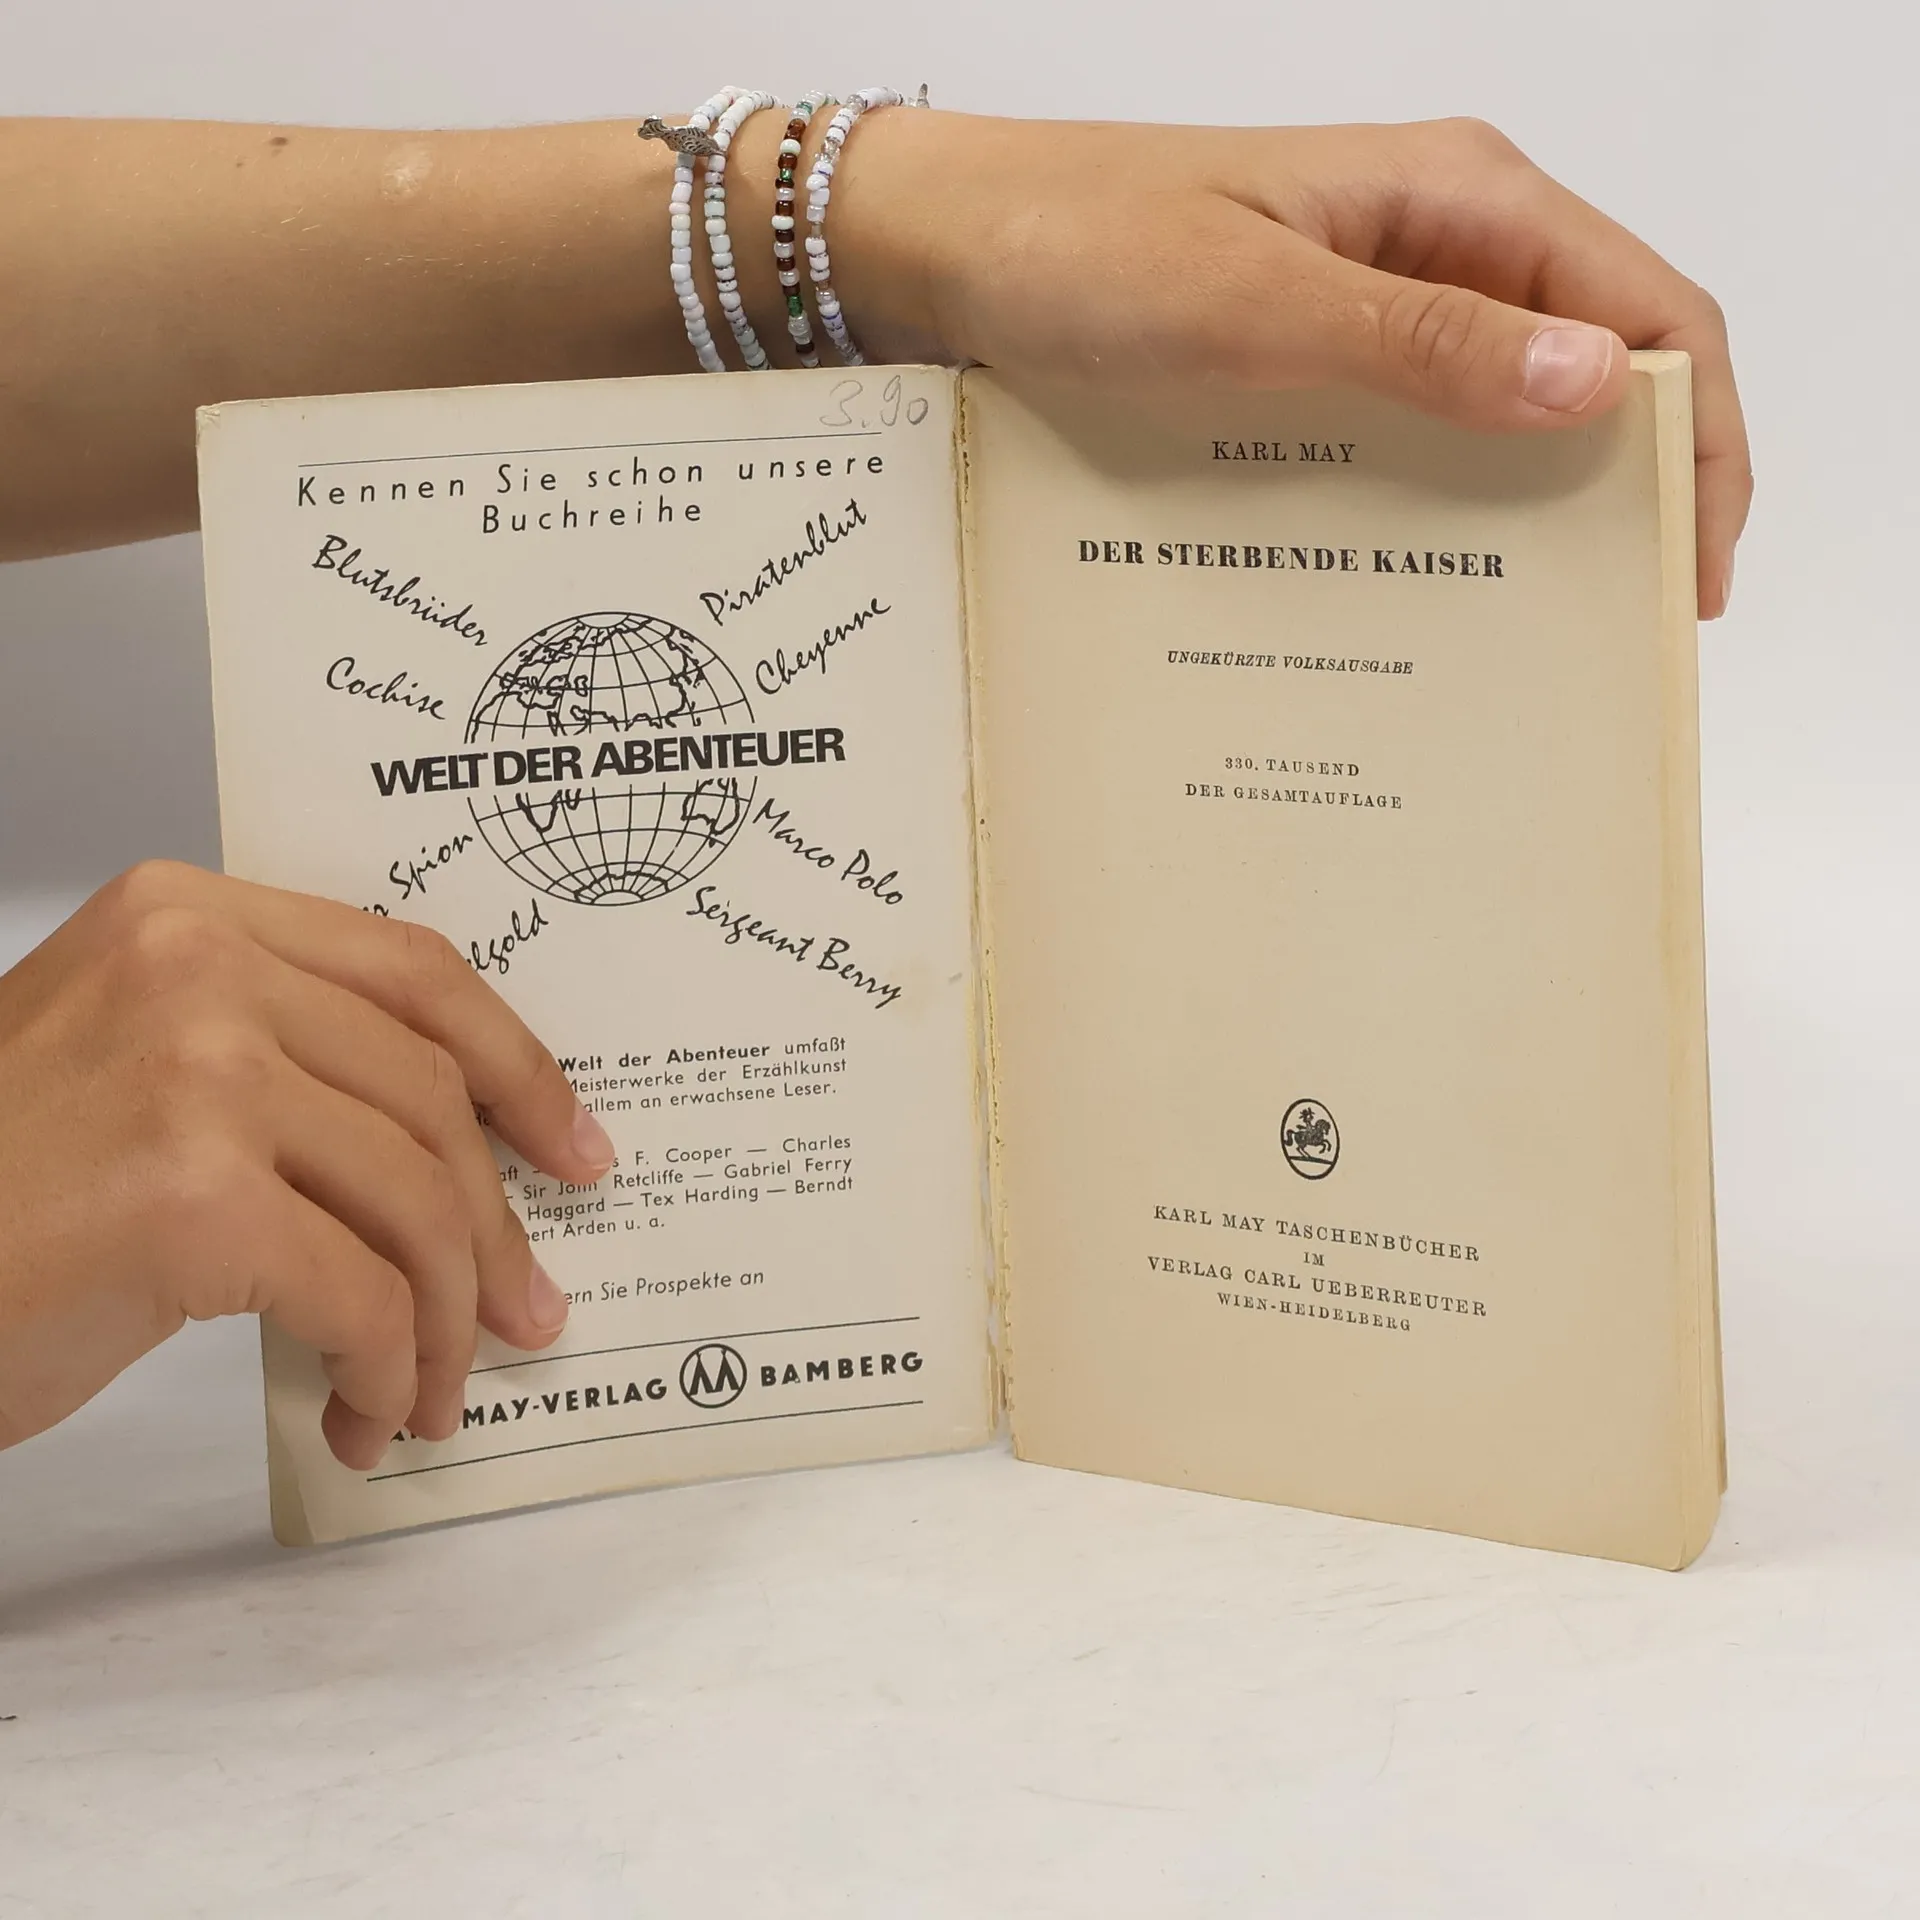 3.90
Kennen Sie schon unsere
Buchreihe
Blutsbrüder
Piratenblut
Cochise
Cheyenne
WELT DER ABENTEUER
Spion
Marco Polo
Sergeant Berry
Welt der Abenteuer umfaßt
Meisterwerke der Erzählkunst
allem an erwachsene Leser.
F. Cooper — Charles
— Sir John Retcliffe — Gabriel Ferry
Haggard — Tex Harding — Berndt
Arden u. a.
Sie Prospekte an
MAY-VERLAG BAMBERG
KARL MAY
DER STERBENDE KAISER
UNGEKÜRZTE VOLKSAUSGABE
330. TAUSEND
DER GESAMTAUFLAGE
KARL MAY TASCHENBÜCHER
IM
VERLAG CARL UEBERREUTER
WIEN-HEIDELBERG